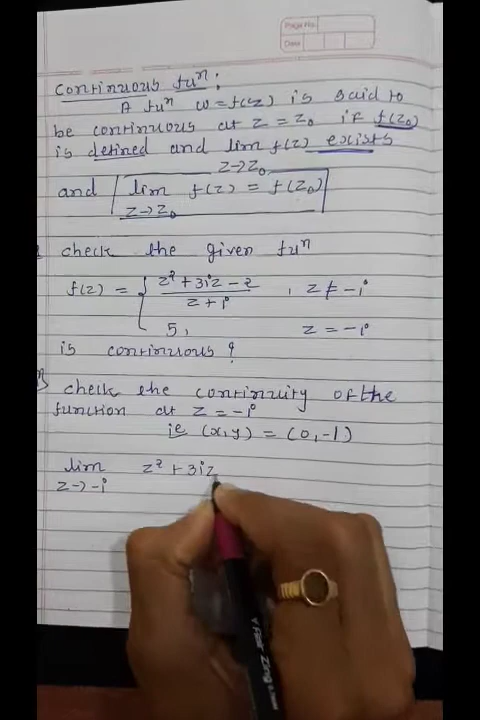 Page No.
Date
Continuous fuⁿ:
A fuⁿ w = f(z) is said to
be continuous at z = z₀ if f(z₀)
is defined and lim f(z) exists
z→z₀
and lim f(z) = f(z₀)
z→z₀
check the given fuⁿ
f(z) = { z² + 3iz - 2 / z + i , z ≠ -i
5, z = -i
is continuous?
check the continuity of the
function at z = -i
ie (x,y) = (0,-1)
lim z² + 3iz
z→-i